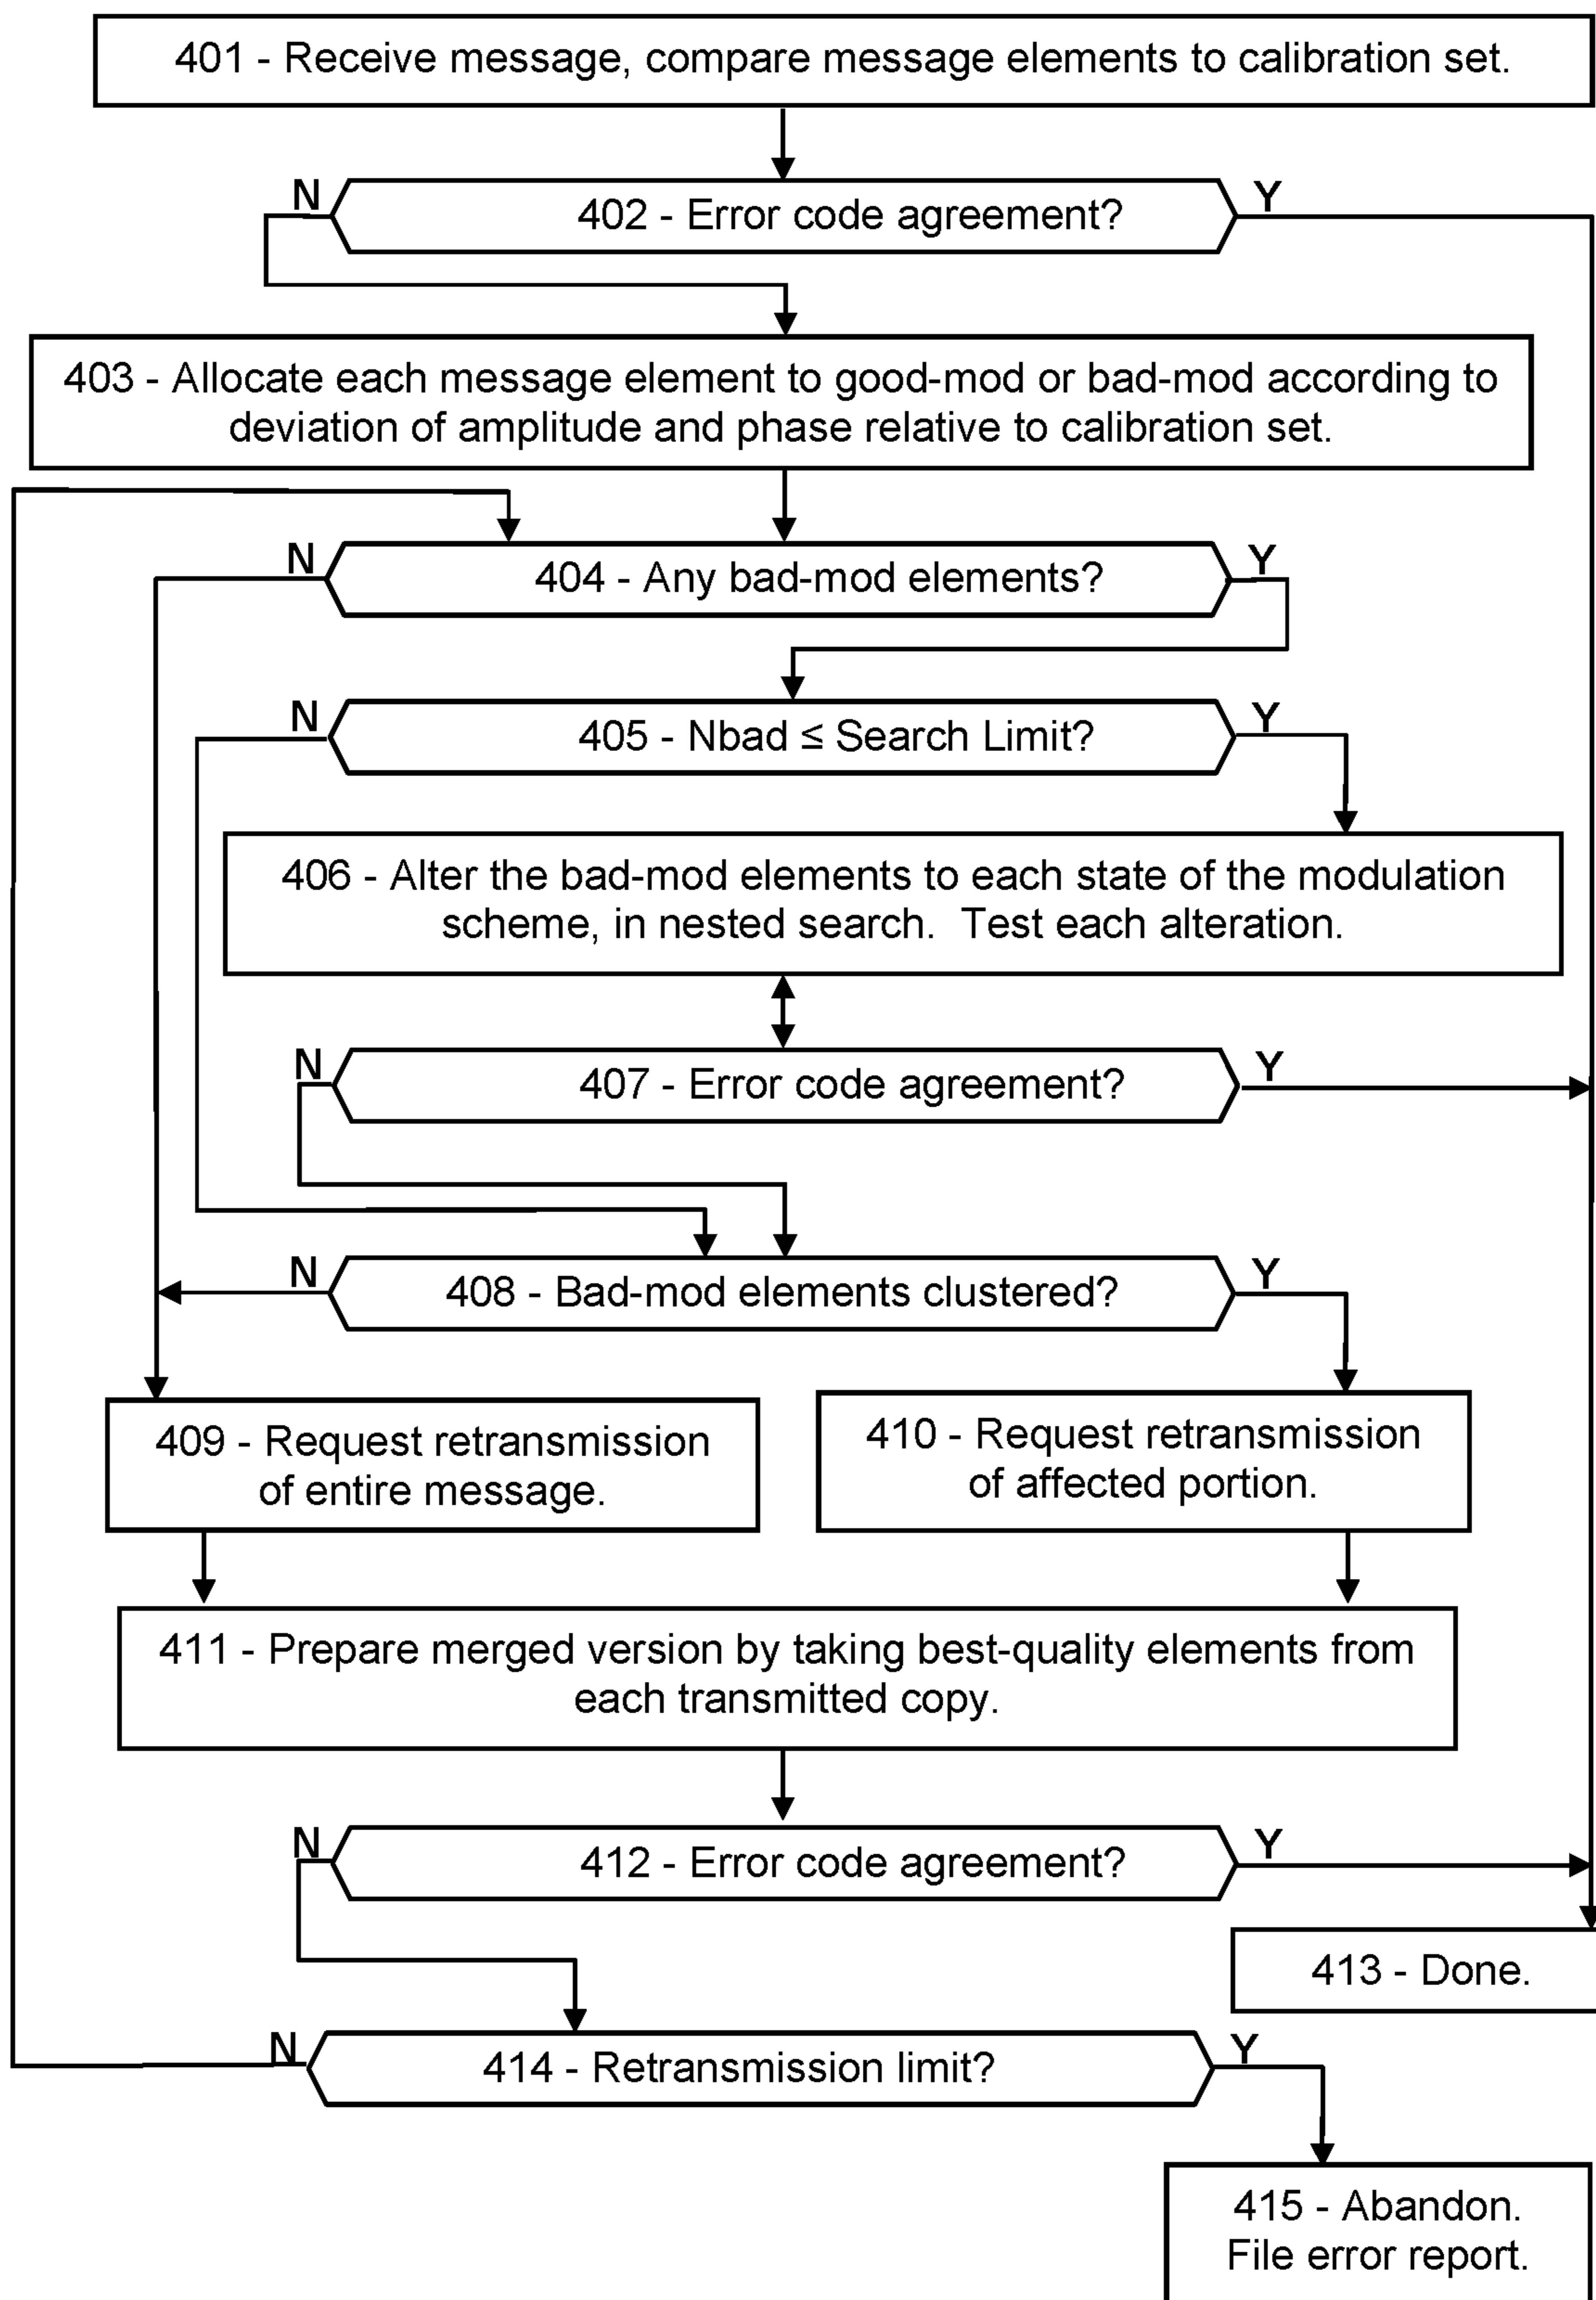 401 - Receive message, compare message elements to calibration set.
N
Y
402 - Error code agreement?
403 - Allocate each message element to good-mod or bad-mod according to
deviation of amplitude and phase relative to calibration set.
N
Y
404 - Any bad-mod elements?
N
Y
405 - Nbad ≤ Search Limit?
406 - Alter the bad-mod elements to each state of the modulation
scheme, in nested search.  Test each alteration.
N
Y
407 - Error code agreement?
N
Y
408 - Bad-mod elements clustered?
409 - Request retransmission
of entire message.
410 - Request retransmission
of affected portion.
411 - Prepare merged version by taking best-quality elements from
each transmitted copy.
N
Y
412 - Error code agreement?
413 - Done.
N
Y
414 - Retransmission limit?
415 - Abandon.
File error report.